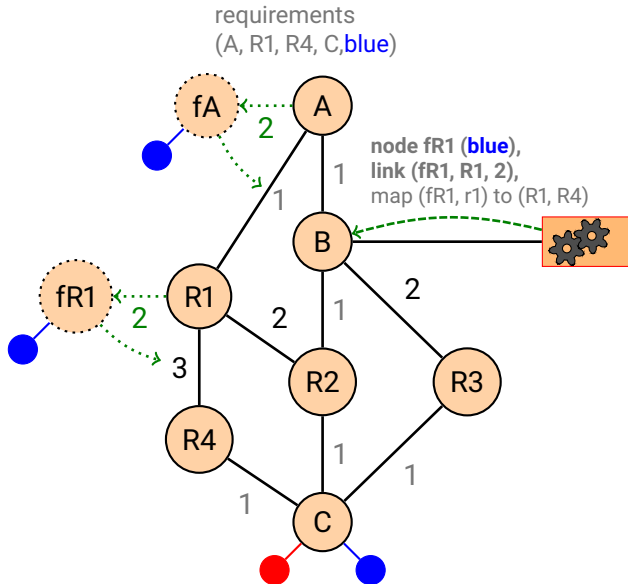 requirements
(A, R1, R4, C,blue)
fA
A
2
1
1
node fR1 (blue),
link (fR1, R1, 2),
map (fR1, r1) to (R1, R4)
B
fR1
R1
2
2
1
2
3
R2
R3
R4
1
1
1
C